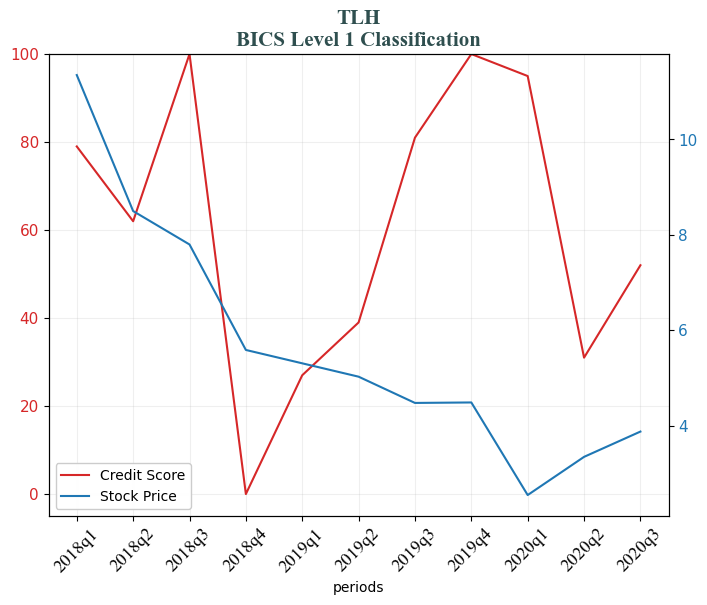 TLH
BICS Level 1 Classification
100
80
60
40
20
0
10
8
6
4
Credit Score
Stock Price
2018q1
2018q2
2018q3
2018q4
2019q1
2019q2
2019q3
2019q4
2020q1
2020q2
2020q3
periods